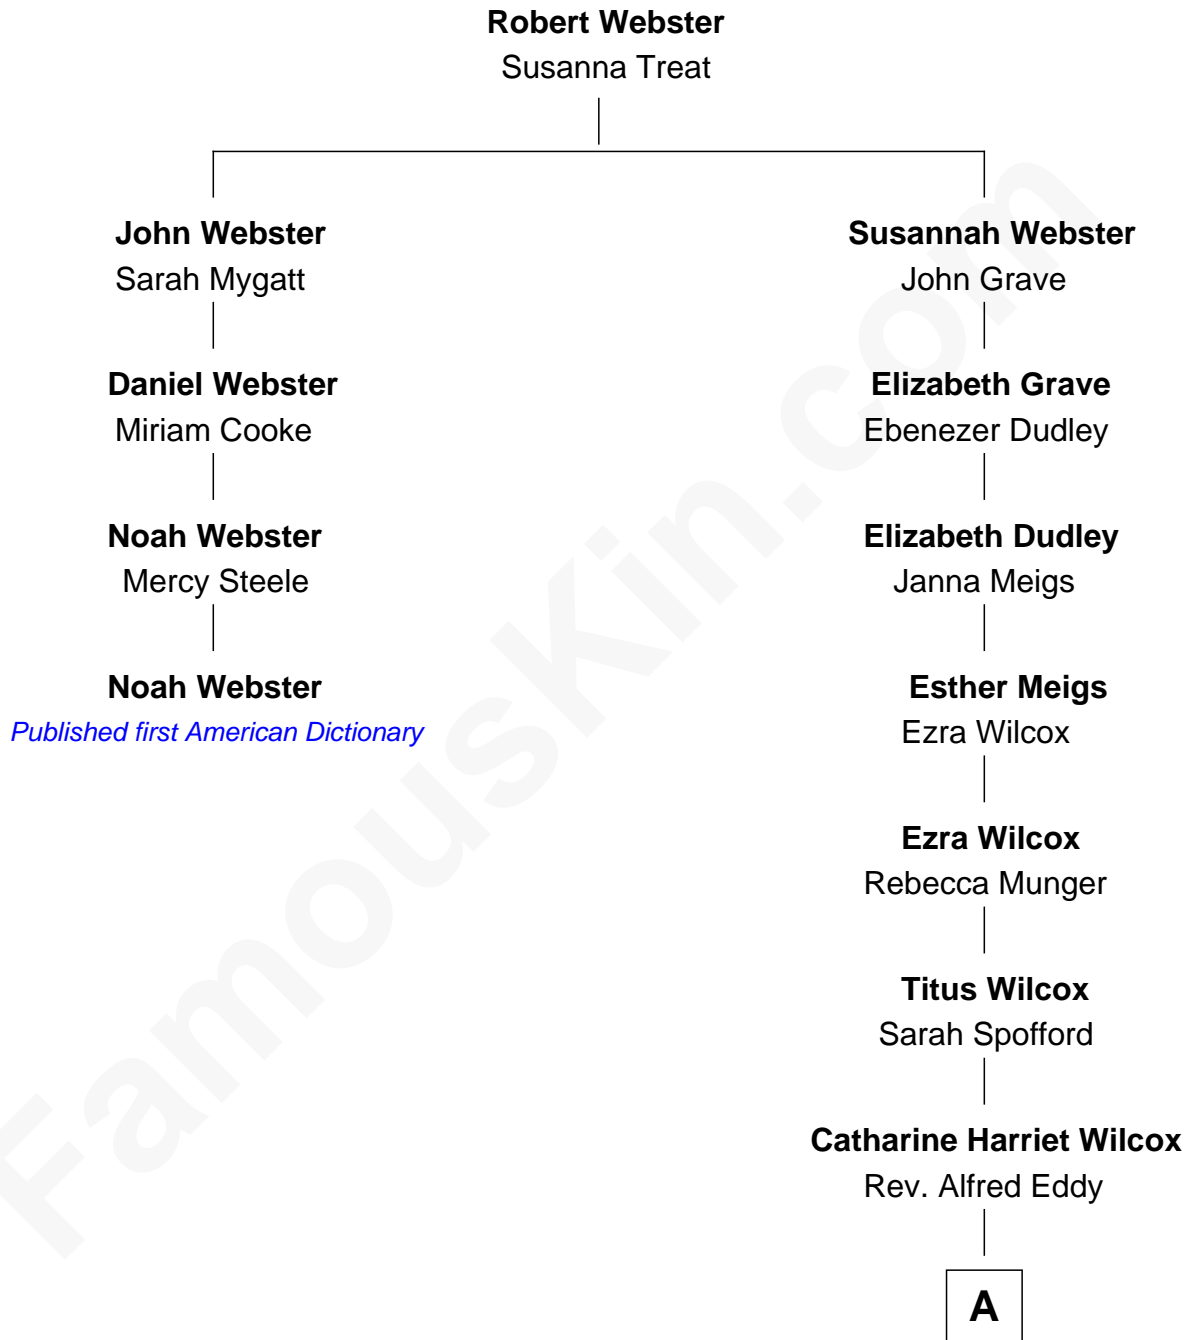 Robert Webster
Susanna Treat
John Webster
Sarah Mygatt
Daniel Webster
Miriam Cooke
Noah Webster
Mercy Steele
Noah Webster
Published first American Dictionary
Susannah Webster
John Grave
Elizabeth Grave
Ebenezer Dudley
Elizabeth Dudley
Janna Meigs
Esther Meigs
Ezra Wilcox
Ezra Wilcox
Rebecca Munger
Titus Wilcox
Sarah Spofford
Catharine Harriet Wilcox
Rev. Alfred Eddy
A
FamousKin.com